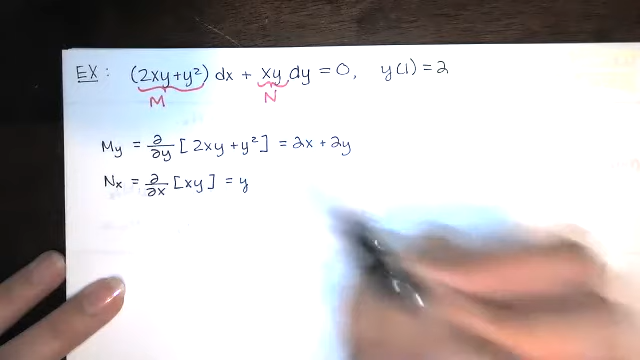 EX: (2xy+y²) dx + xy dy = 0, y(1) = 2
M N
My = ∂/∂y [2xy + y²] = 2x + 2y
Nx = ∂/∂x [xy] = y